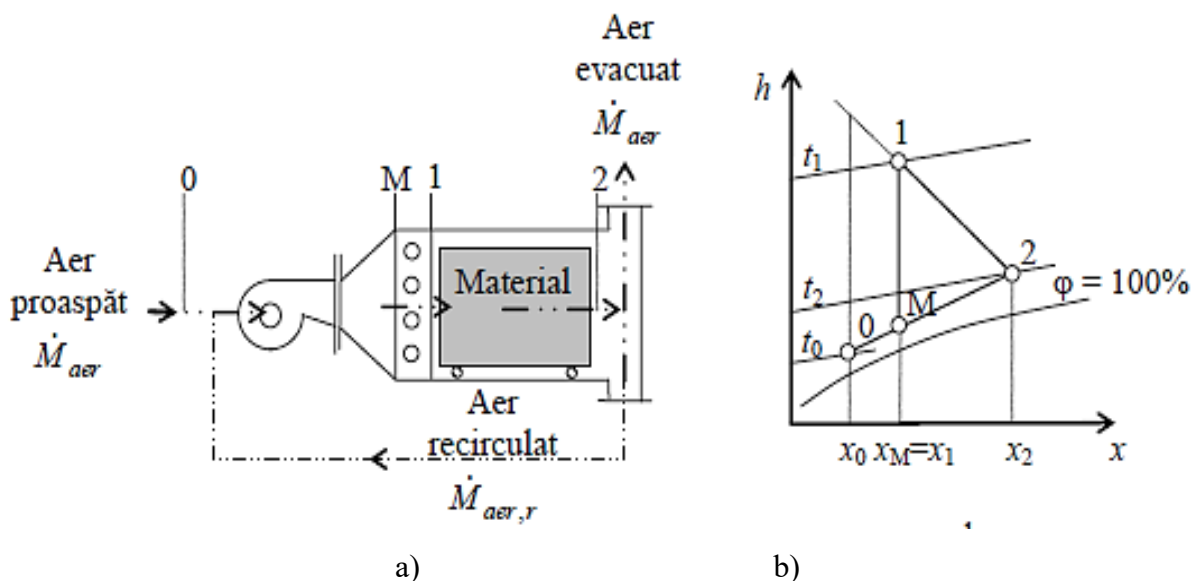 Aer
evacuat
Ṁaer
0
M 1
2
Aer
proaspăt
Ṁaer
Material
Aer
recirculat
Ṁaer,r
h
1
t1
2
t2
φ = 100%
M
0
t0
x0 xM=x1
x2
x
a)
b)